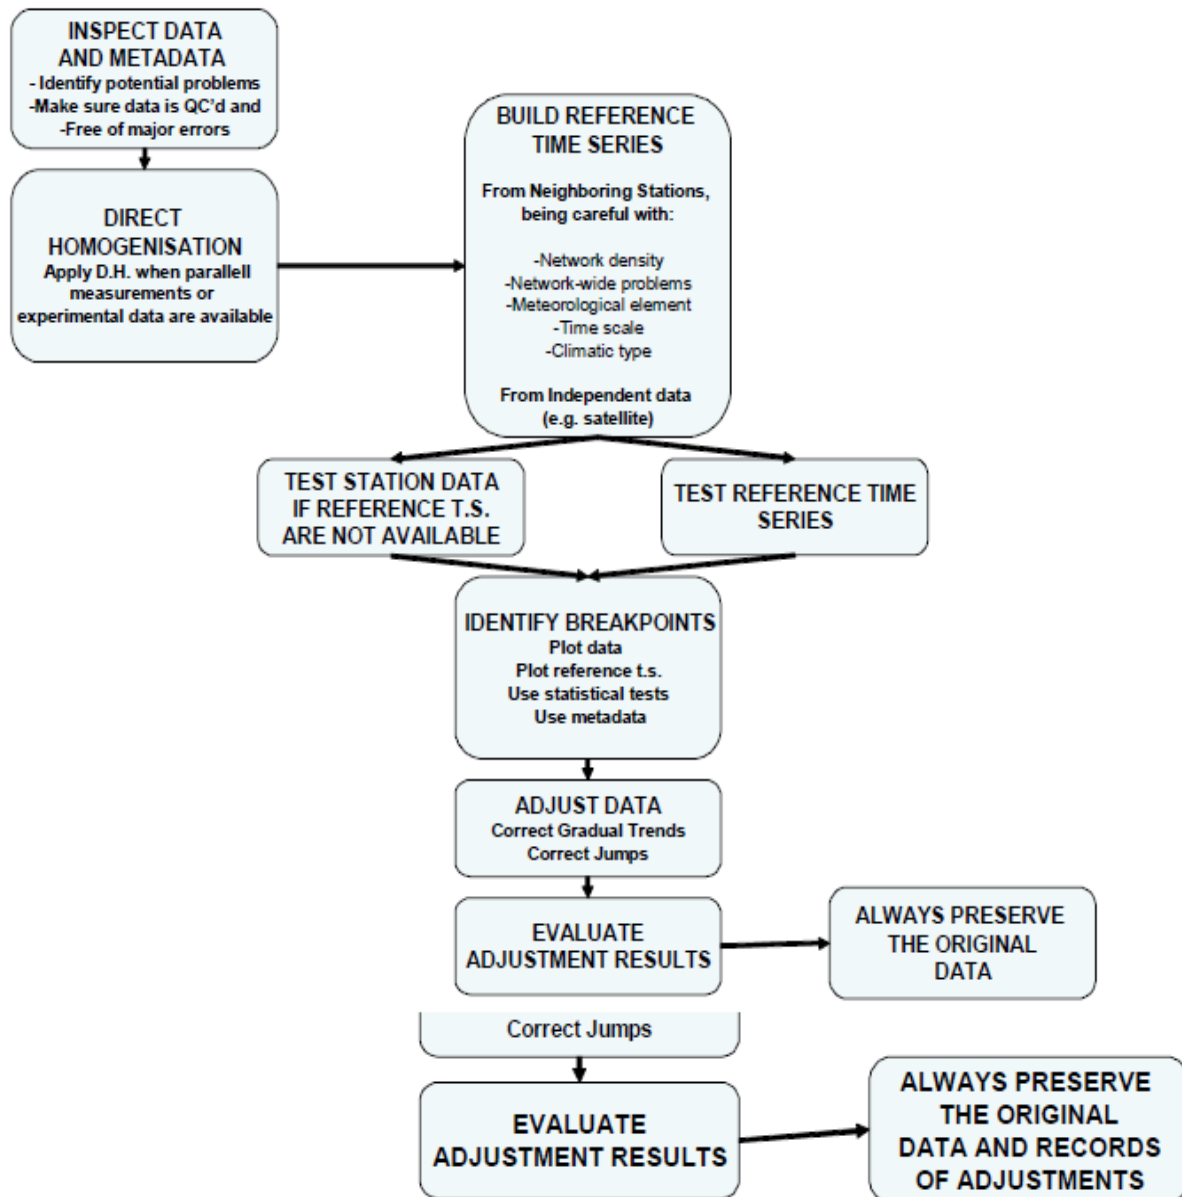 INSPECT DATA
AND METADATA
- Identify potential problems
-Make sure data is QC'd and
-Free of major errors
DIRECT
HOMOGENISATION
Apply D.H. when parallell
measurements or
experimental data are available
BUILD REFERENCE
TIME SERIES
From Neighboring Stations,
being careful with:
-Network density
-Network-wide problems
-Meteorological element
-Time scale
-Climatic type
From Independent data
(e.g. satellite)
TEST STATION DATA
IF REFERENCE T.S.
ARE NOT AVAILABLE
TEST REFERENCE TIME
SERIES
IDENTIFY BREAKPOINTS
Plot data
Plot reference t.s.
Use statistical tests
Use metadata
ADJUST DATA
Correct Gradual Trends
Correct Jumps
EVALUATE
ADJUSTMENT RESULTS
ALWAYS PRESERVE
THE ORIGINAL
DATA
Correct Jumps
EVALUATE
ADJUSTMENT RESULTS
ALWAYS PRESERVE
THE ORIGINAL
DATA AND RECORDS
OF ADJUSTMENTS